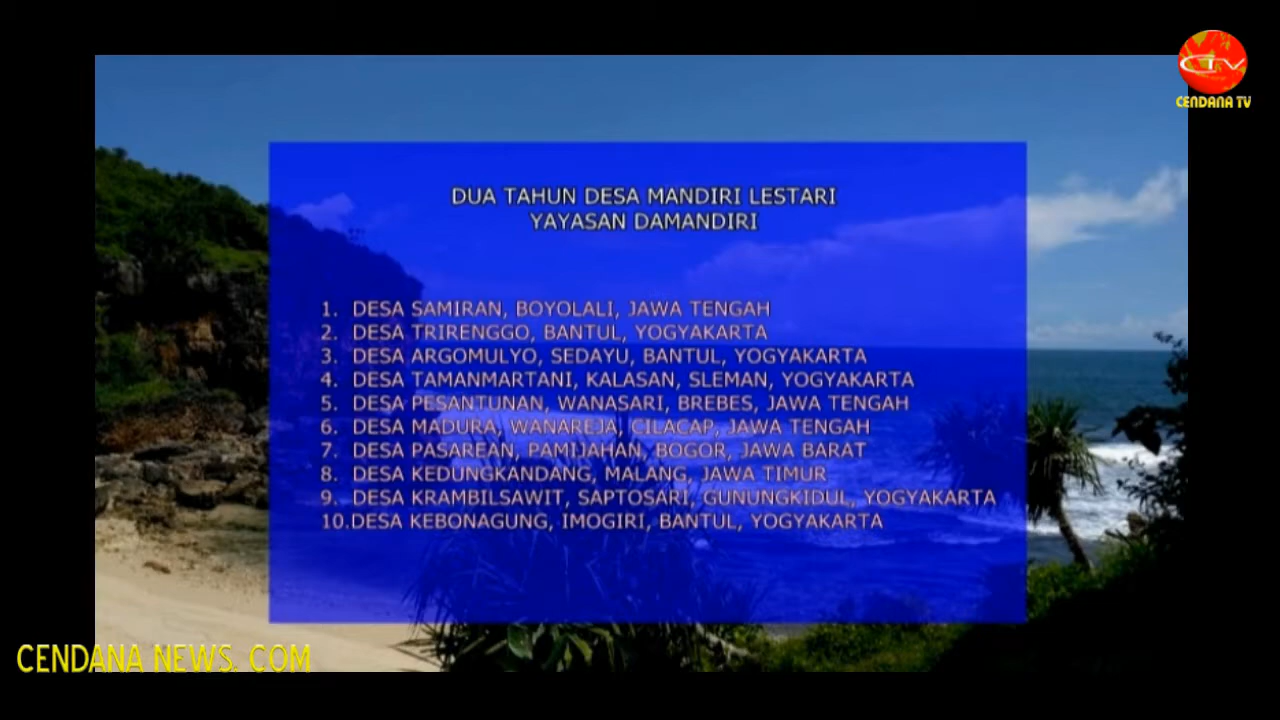 CTV
CENDANA TV
DUA TAHUN DESA MANDIRI LESTARI
YAYASAN DAMANDIRI
1. DESA SAMIRAN, BOYOLALI, JAWA TENGAH
2. DESA TRIRENGGO, BANTUL, YOGYAKARTA
3. DESA ARGOMULYO, SEDAYU, BANTUL, YOGYAKARTA
4. DESA TAMANMARTANI, KALASAN, SLEMAN, YOGYAKARTA
5. DESA PESANTUNAN, WANASARI, BREBES, JAWA TENGAH
6. DESA MADURA, WANAREJA, CILACAP, JAWA TENGAH
7. DESA PASAREAN, PAMIJAHAN, BOGOR, JAWA BARAT
8. DESA KEDUNGKANDANG, MALANG, JAWA TIMUR
9. DESA KRAMBILSAWIT, SAPTOSARI, GUNUNGKIDUL, YOGYAKARTA
10.DESA KEBONAGUNG, IMOGIRI, BANTUL, YOGYAKARTA
CENDANA NEWS. COM